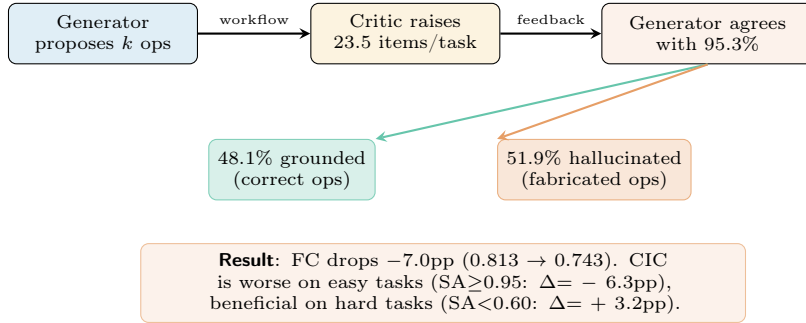 Generator
proposes k ops
workflow
Critic raises
23.5 items/task
feedback
Generator agrees
with 95.3%
48.1% grounded
(correct ops)
51.9% hallucinated
(fabricated ops)
Result: FC drops −7.0pp (0.813 → 0.743). CIC
is worse on easy tasks (SA≥0.95: Δ= − 6.3pp),
beneficial on hard tasks (SA<0.60: Δ= + 3.2pp).